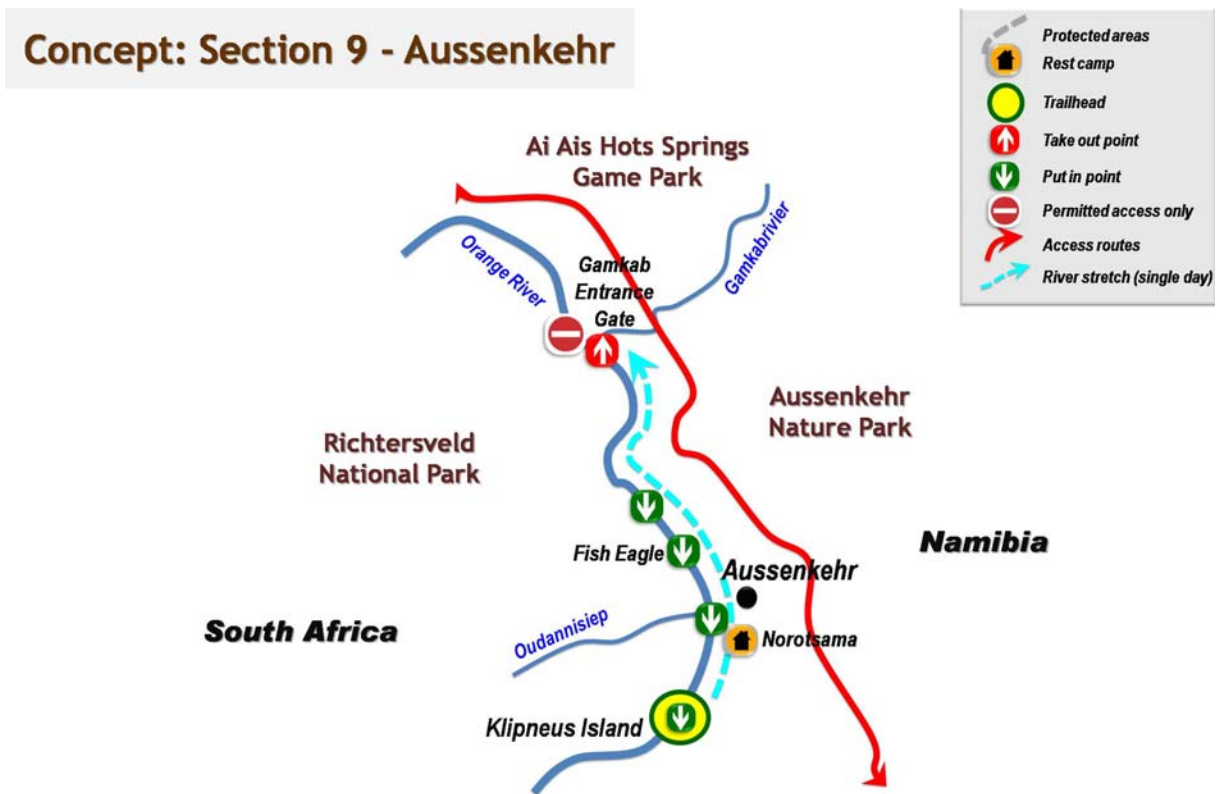 Concept: Section 9 - Aussenkehr
Protected areas
Rest camp
Trailhead
Take out point
Put in point
Permitted access only
Access routes
River stretch (single day)
Ai Ais Hots Springs
Game Park
Orange River
Gamkab
Entrance
Gate
Gamkabrivier
Aussenkehr
Nature Park
Richtersveld
National Park
Namibia
Fish Eagle
Aussenkehr
South Africa
Oudannisiep
Norotsama
Klipneus Island